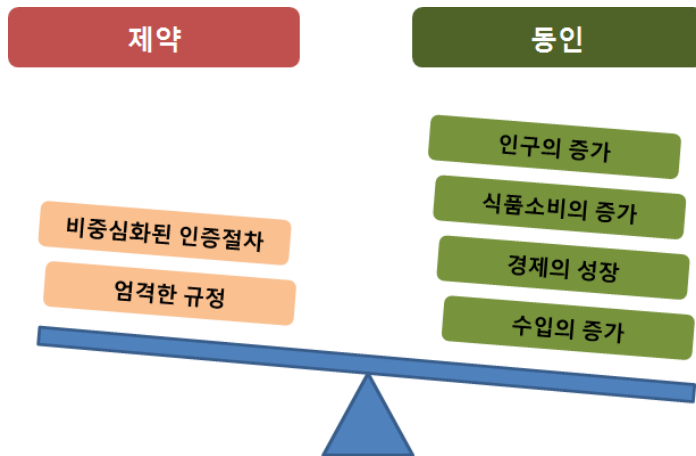 제약
동인
인구의 증가
식품소비의 증가
경제의 성장
수입의 증가
비중심화된 인증절차
엄격한 규정